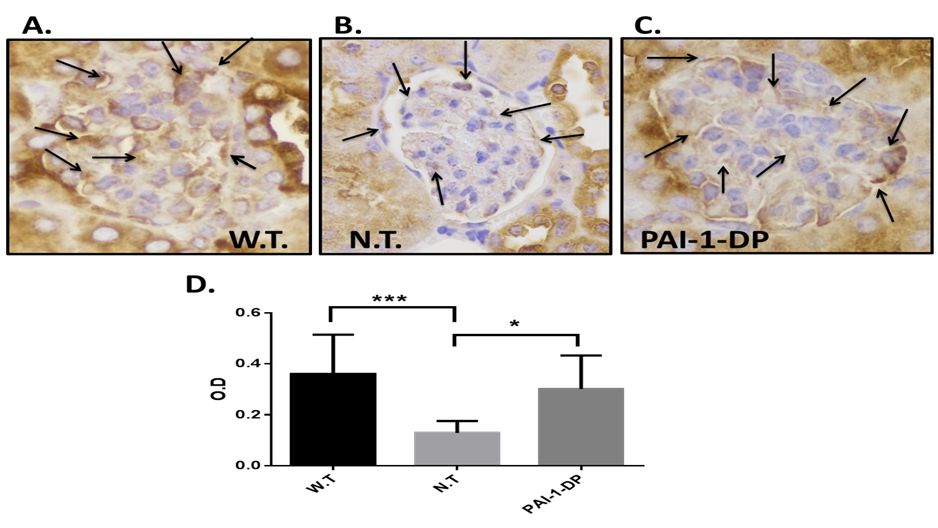 A.
B.
C.
W.T.
N.T.
PAI-1-DP
D.
***
*
0.6
0.4
0.2
0.0
O.D
W.T
N.T
PAI-1-DP